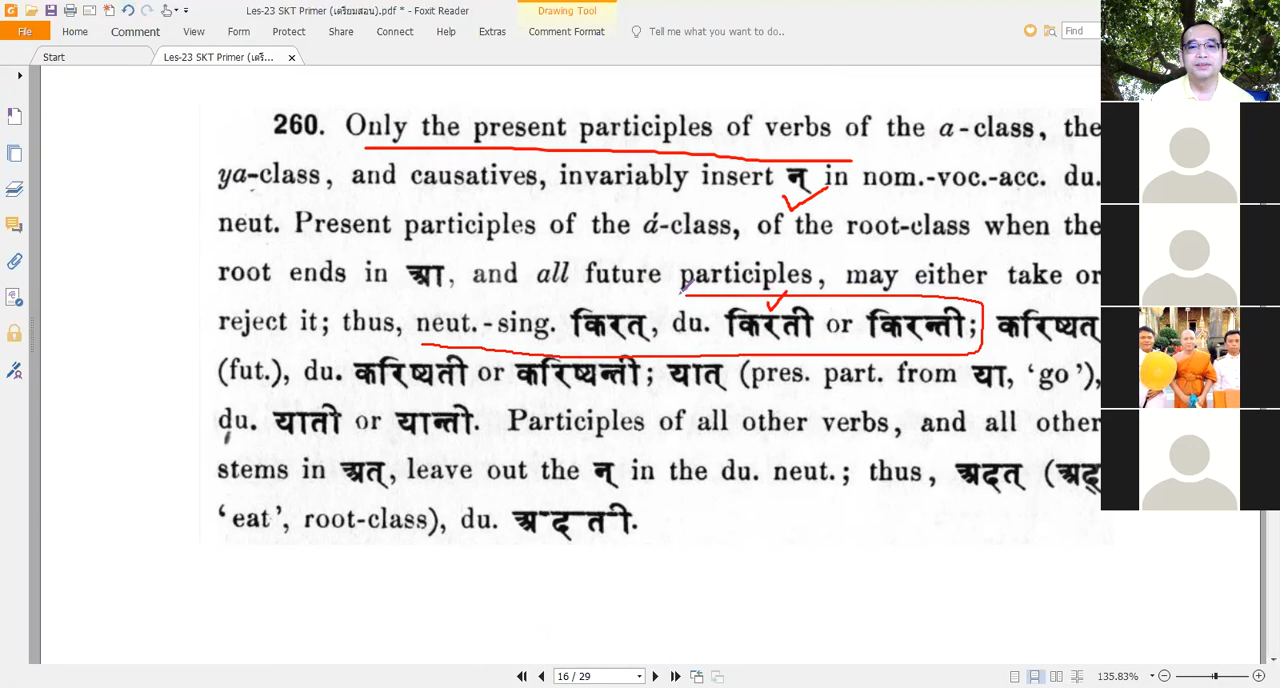 Les-23 SKT Primer (เตรียมสอน).pdf * - Foxit Reader
Drawing Tool
File Home Comment View Form Protect Share Connect Help Extras Comment Format Tell me what you want to do.. Find
Start Les-23 SKT Primer (เตรี...
260. Only the present participles of verbs of the a-class, the
ya-class, and causatives, invariably insert न् in nom.-voc.-acc. du.
neut. Present participles of the á-class, of the root-class when the
root ends in आ, and all future participles, may either take or
reject it; thus, neut.-sing. किरत्, du. किरती or किरन्ती; करिष्यत्
(fut.), du. करिष्यती or करिष्यन्ती; यात् (pres. part. from या, ‘go’),
du. याती or यान्ती. Participles of all other verbs, and all other
stems in अत्, leave out the न् in the du. neut.; thus, अदत् (अद्
‘eat’, root-class), du. अदती.
16 / 29
135.83%